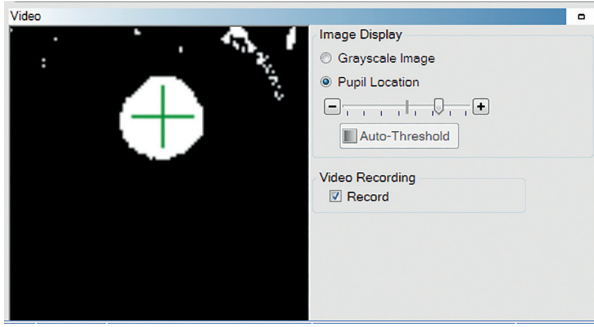 Video
Image Display
Grayscale Image
Pupil Location
Auto-Threshold
Video Recording
Record